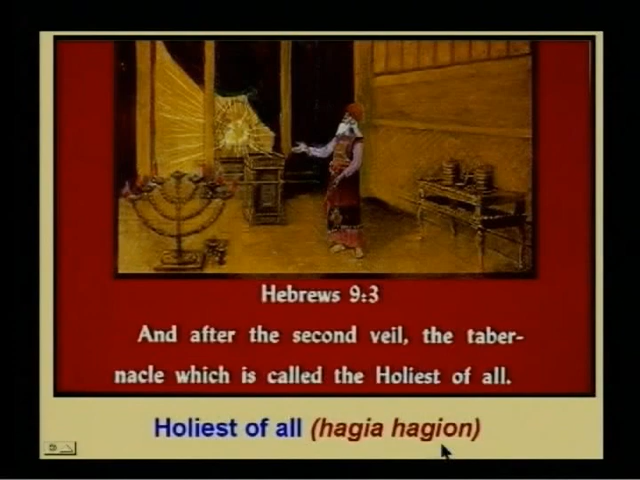 Hebrews 9:3
And after the second veil, the taber-
nacle which is called the Holiest of all.
Holiest of all (hagia hagion)